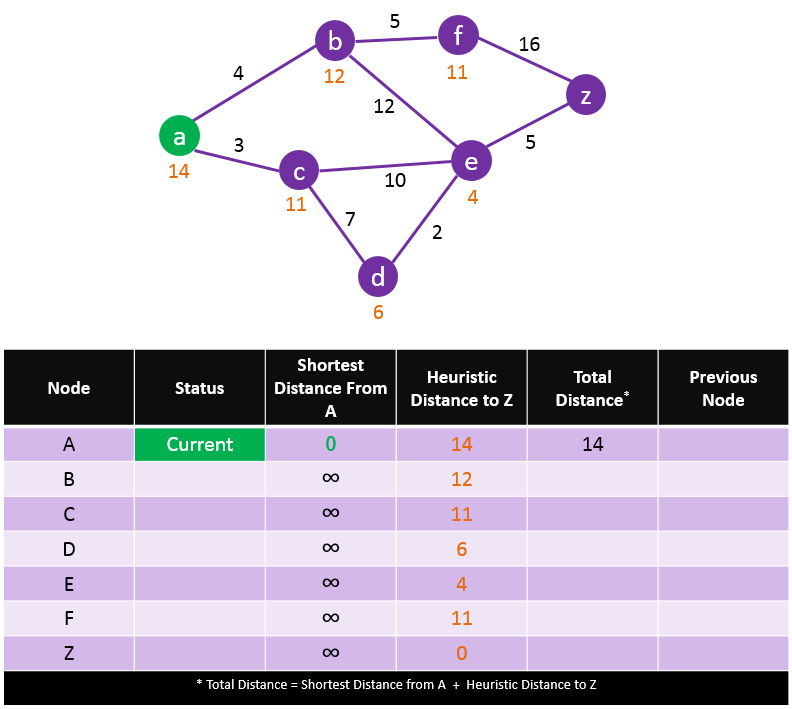 5
b
f
16
12
11
z
4
12
a
3
5
14
c
10
e
11
4
7
2
d
6
Node Status Shortest Distance From A Heuristic Distance to Z Total Distance* Previous Node
A Current 0 14 14
B ∞ 12
C ∞ 11
D ∞ 6
E ∞ 4
F ∞ 11
Z ∞ 0
* Total Distance = Shortest Distance from A + Heuristic Distance to Z